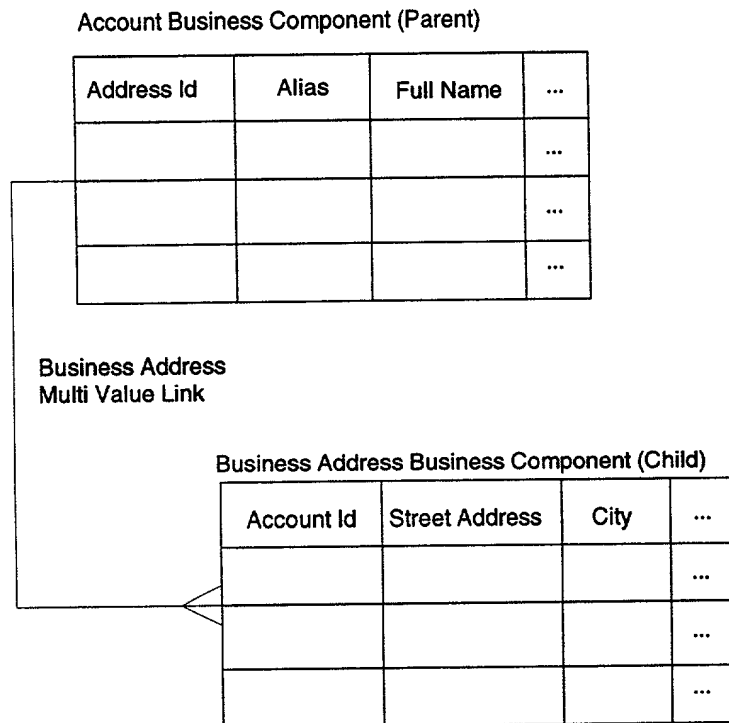 Account Business Component (Parent)
Address Id Alias Full Name ...
...
...
...
Business Address
Multi Value Link
Business Address Business Component (Child)
Account Id Street Address City ...
...
...
...